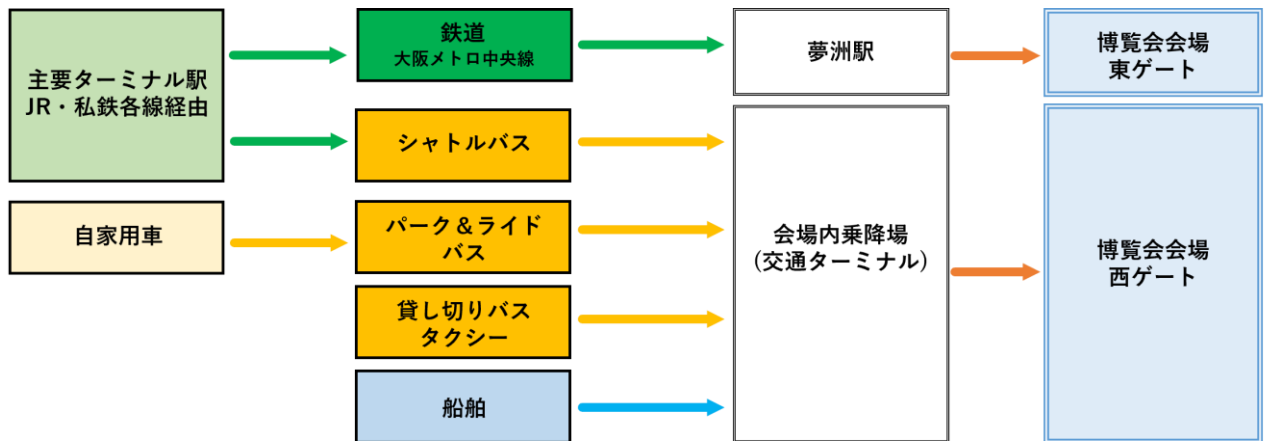 主要ターミナル駅
JR・私鉄各線経由
鉄道
大阪メトロ中央線
夢洲駅
博覧会会場
東ゲート
シャトルバス
自家用車
パーク＆ライド
バス
会場内乗降場
(交通ターミナル)
博覧会会場
西ゲート
貸し切りバス
タクシー
船舶